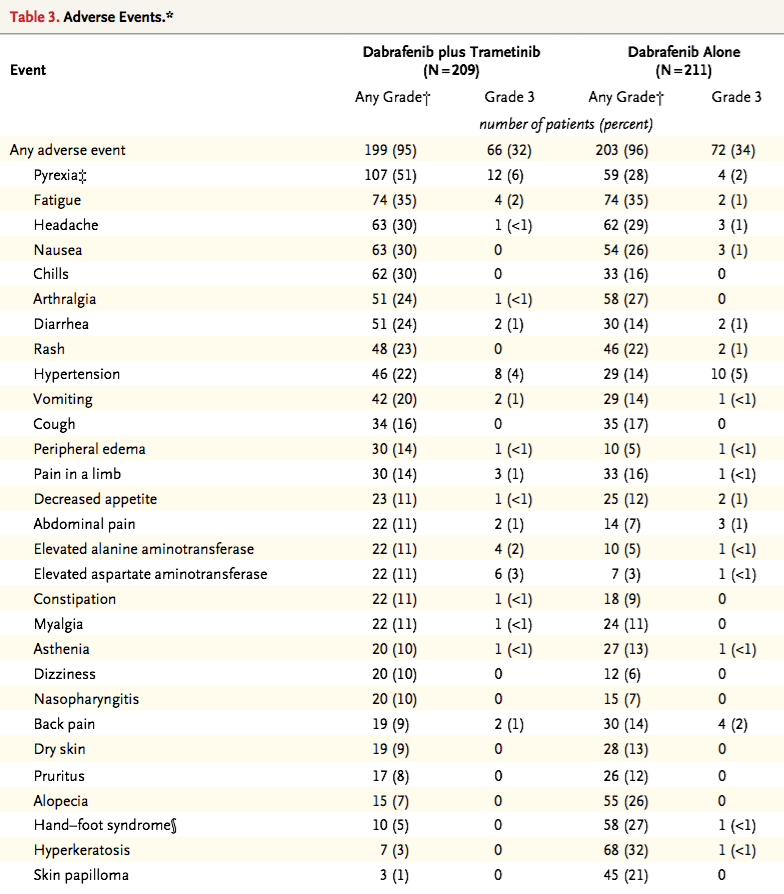 Table 3. Adverse Events.*
Event Dabrafenib plus Trametinib (N=209) Dabrafenib Alone (N=211)
Any Grade† Grade 3 Any Grade† Grade 3
number of patients (percent)
Any adverse event 199 (95) 66 (32) 203 (96) 72 (34)
Pyrexia‡ 107 (51) 12 (6) 59 (28) 4 (2)
Fatigue 74 (35) 4 (2) 74 (35) 2 (1)
Headache 63 (30) 1 (<1) 62 (29) 3 (1)
Nausea 63 (30) 0 54 (26) 3 (1)
Chills 62 (30) 0 33 (16) 0
Arthralgia 51 (24) 1 (<1) 58 (27) 0
Diarrhea 51 (24) 2 (1) 30 (14) 2 (1)
Rash 48 (23) 0 46 (22) 2 (1)
Hypertension 46 (22) 8 (4) 29 (14) 10 (5)
Vomiting 42 (20) 2 (1) 29 (14) 1 (<1)
Cough 34 (16) 0 35 (17) 0
Peripheral edema 30 (14) 1 (<1) 10 (5) 1 (<1)
Pain in a limb 30 (14) 3 (1) 33 (16) 1 (<1)
Decreased appetite 23 (11) 1 (<1) 25 (12) 2 (1)
Abdominal pain 22 (11) 2 (1) 14 (7) 3 (1)
Elevated alanine aminotransferase 22 (11) 4 (2) 10 (5) 1 (<1)
Elevated aspartate aminotransferase 22 (11) 6 (3) 7 (3) 1 (<1)
Constipation 22 (11) 1 (<1) 18 (9) 0
Myalgia 22 (11) 1 (<1) 24 (11) 0
Asthenia 20 (10) 1 (<1) 27 (13) 1 (<1)
Dizziness 20 (10) 0 12 (6) 0
Nasopharyngitis 20 (10) 0 15 (7) 0
Back pain 19 (9) 2 (1) 30 (14) 4 (2)
Dry skin 19 (9) 0 28 (13) 0
Pruritus 17 (8) 0 26 (12) 0
Alopecia 15 (7) 0 55 (26) 0
Hand–foot syndrome§ 10 (5) 0 58 (27) 1 (<1)
Hyperkeratosis 7 (3) 0 68 (32) 1 (<1)
Skin papilloma 3 (1) 0 45 (21) 0